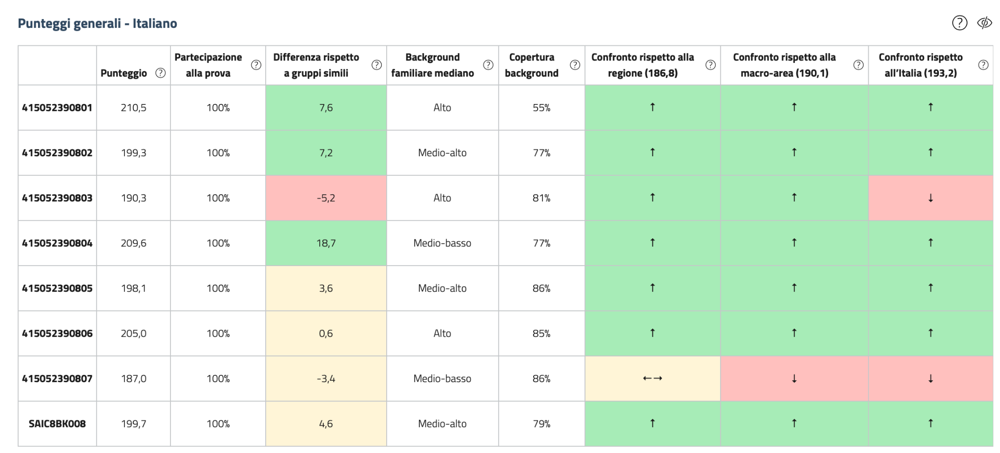 Punteggi generali - Italiano
Punteggio
Partecipazione
alla prova
Differenza rispetto
a gruppi simili
Background
familiare mediano
Copertura
background
Confronto rispetto alla
regione (186,8)
Confronto rispetto alla
macro-area (190,1)
Confronto rispetto
all'Italia (193,2)
415052390801 210,5 100% 7,6 Alto 55% ↑ ↑ ↑
415052390802 199,3 100% 7,2 Medio-alto 77% ↑ ↑ ↑
415052390803 190,3 100% -5,2 Alto 81% ↑ ↑ ↓
415052390804 209,6 100% 18,7 Medio-basso 77% ↑ ↑ ↑
415052390805 198,1 100% 3,6 Medio-alto 86% ↑ ↑ ↑
415052390806 205,0 100% 0,6 Alto 85% ↑ ↑ ↑
415052390807 187,0 100% -3,4 Medio-basso 86% ←→ ↓ ↓
SAIC8BK008 199,7 100% 4,6 Medio-alto 79% ↑ ↑ ↑